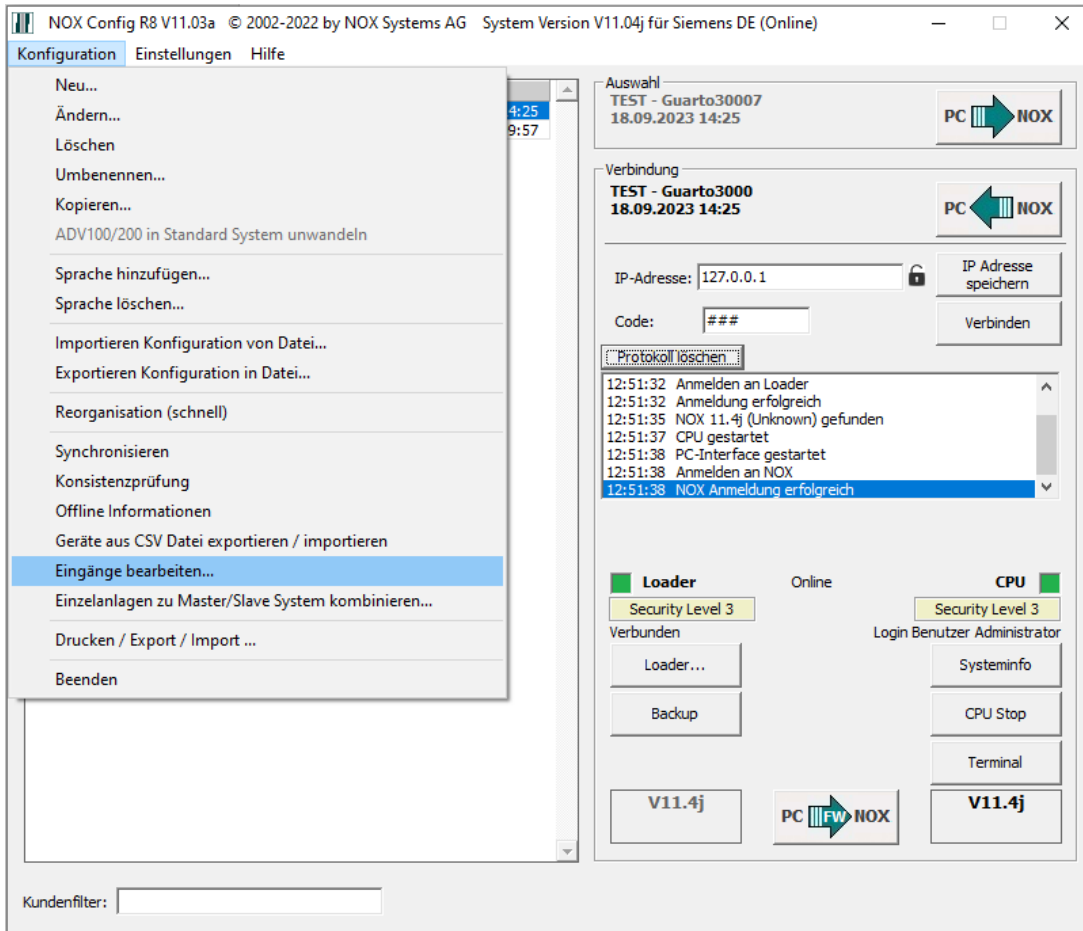 NOX Config R8 V11.03a © 2002-2022 by NOX Systems AG System Version V11.04j für Siemens DE (Online)
Konfiguration Einstellungen Hilfe
Neu...
Ändern...
Löschen
Umbenennen...
Kopieren...
ADV100/200 in Standard System unwandeln
Sprache hinzufügen...
Sprache löschen...
Importieren Konfiguration von Datei...
Exportieren Konfiguration in Datei...
Reorganisation (schnell)
Synchronisieren
Konsistenzprüfung
Offline Informationen
Geräte aus CSV Datei exportieren / importieren
Eingänge bearbeiten...
Einzelanlagen zu Master/Slave System kombinieren...
Drucken / Export / Import ...
Beenden
4:25
9:57
Kundenfilter:
Auswahl
TEST - Guarto30007
18.09.2023 14:25
PC NOX
Verbindung
TEST - Guarto3000
18.09.2023 14:25
PC NOX
IP-Adresse: 127.0.0.1
IP Adresse
speichern
Code: ###
Verbinden
Protokoll löschen
12:51:32 Anmelden an Loader
12:51:32 Anmeldung erfolgreich
12:51:35 NOX 11.4j (Unknown) gefunden
12:51:37 CPU gestartet
12:51:38 PC-Interface gestartet
12:51:38 Anmelden an NOX
12:51:38 NOX Anmeldung erfolgreich
Loader Online CPU
Security Level 3 Security Level 3
Verbunden Login Benutzer Administrator
Loader... Systeminfo
Backup CPU Stop
Terminal
V11.4j PC FW NOX V11.4j